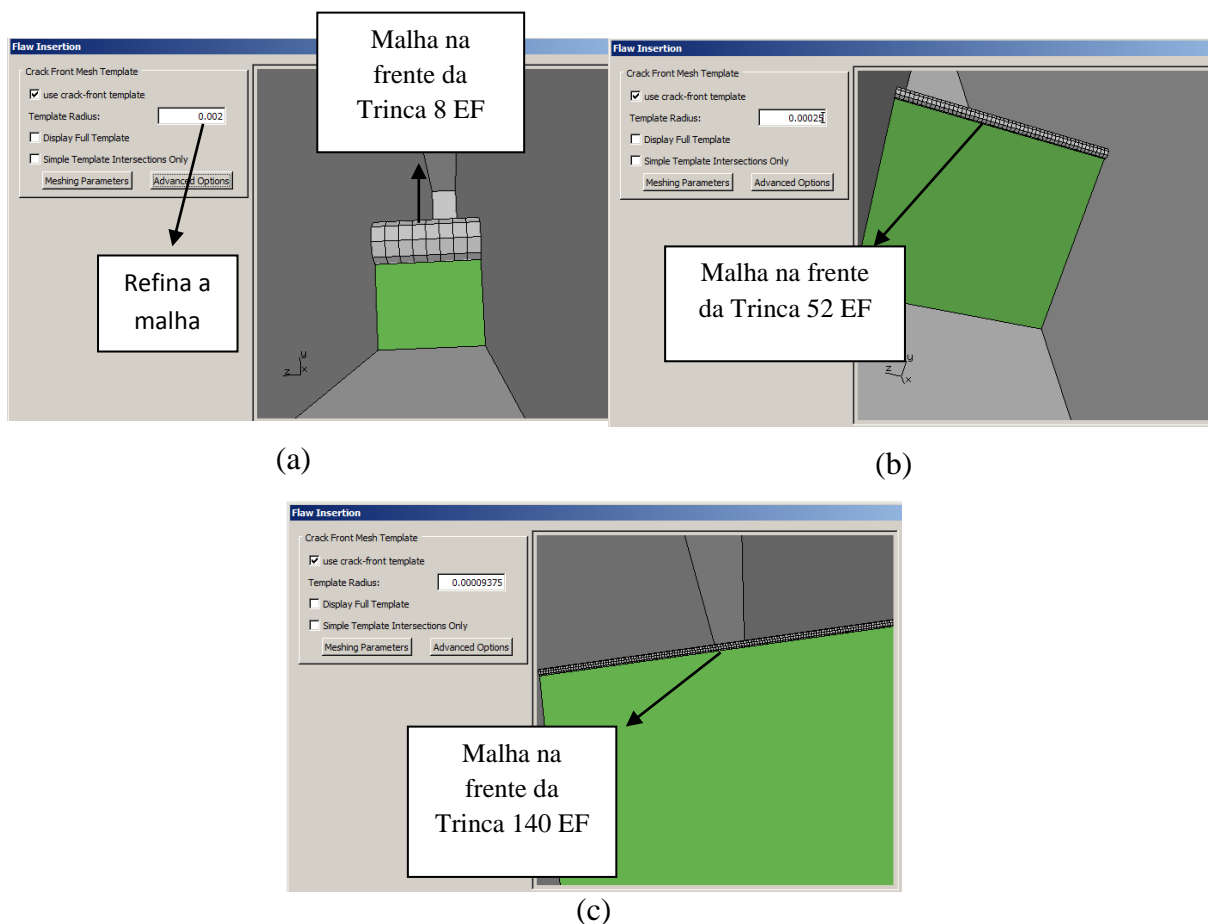 Flaw Insertion
Crack Front Mesh Template
use crack-front template
Template Radius: 0.002
Display Full Template
Simple Template Intersections Only
Meshing Parameters Advanced Options
Malha na
frente da
Trinca 8 EF
Refina a
malha
y
z x
(a)
Flaw Insertion
Crack Front Mesh Template
use crack-front template
Template Radius: 0.00025
Display Full Template
Simple Template Intersections Only
Meshing Parameters Advanced Options
Malha na frente
da Trinca 52 EF
y
z
x
(b)
Flaw Insertion
Crack Front Mesh Template
use crack-front template
Template Radius: 0.00009375
Display Full Template
Simple Template Intersections Only
Meshing Parameters Advanced Options
Malha na
frente da
Trinca 140 EF
(c)